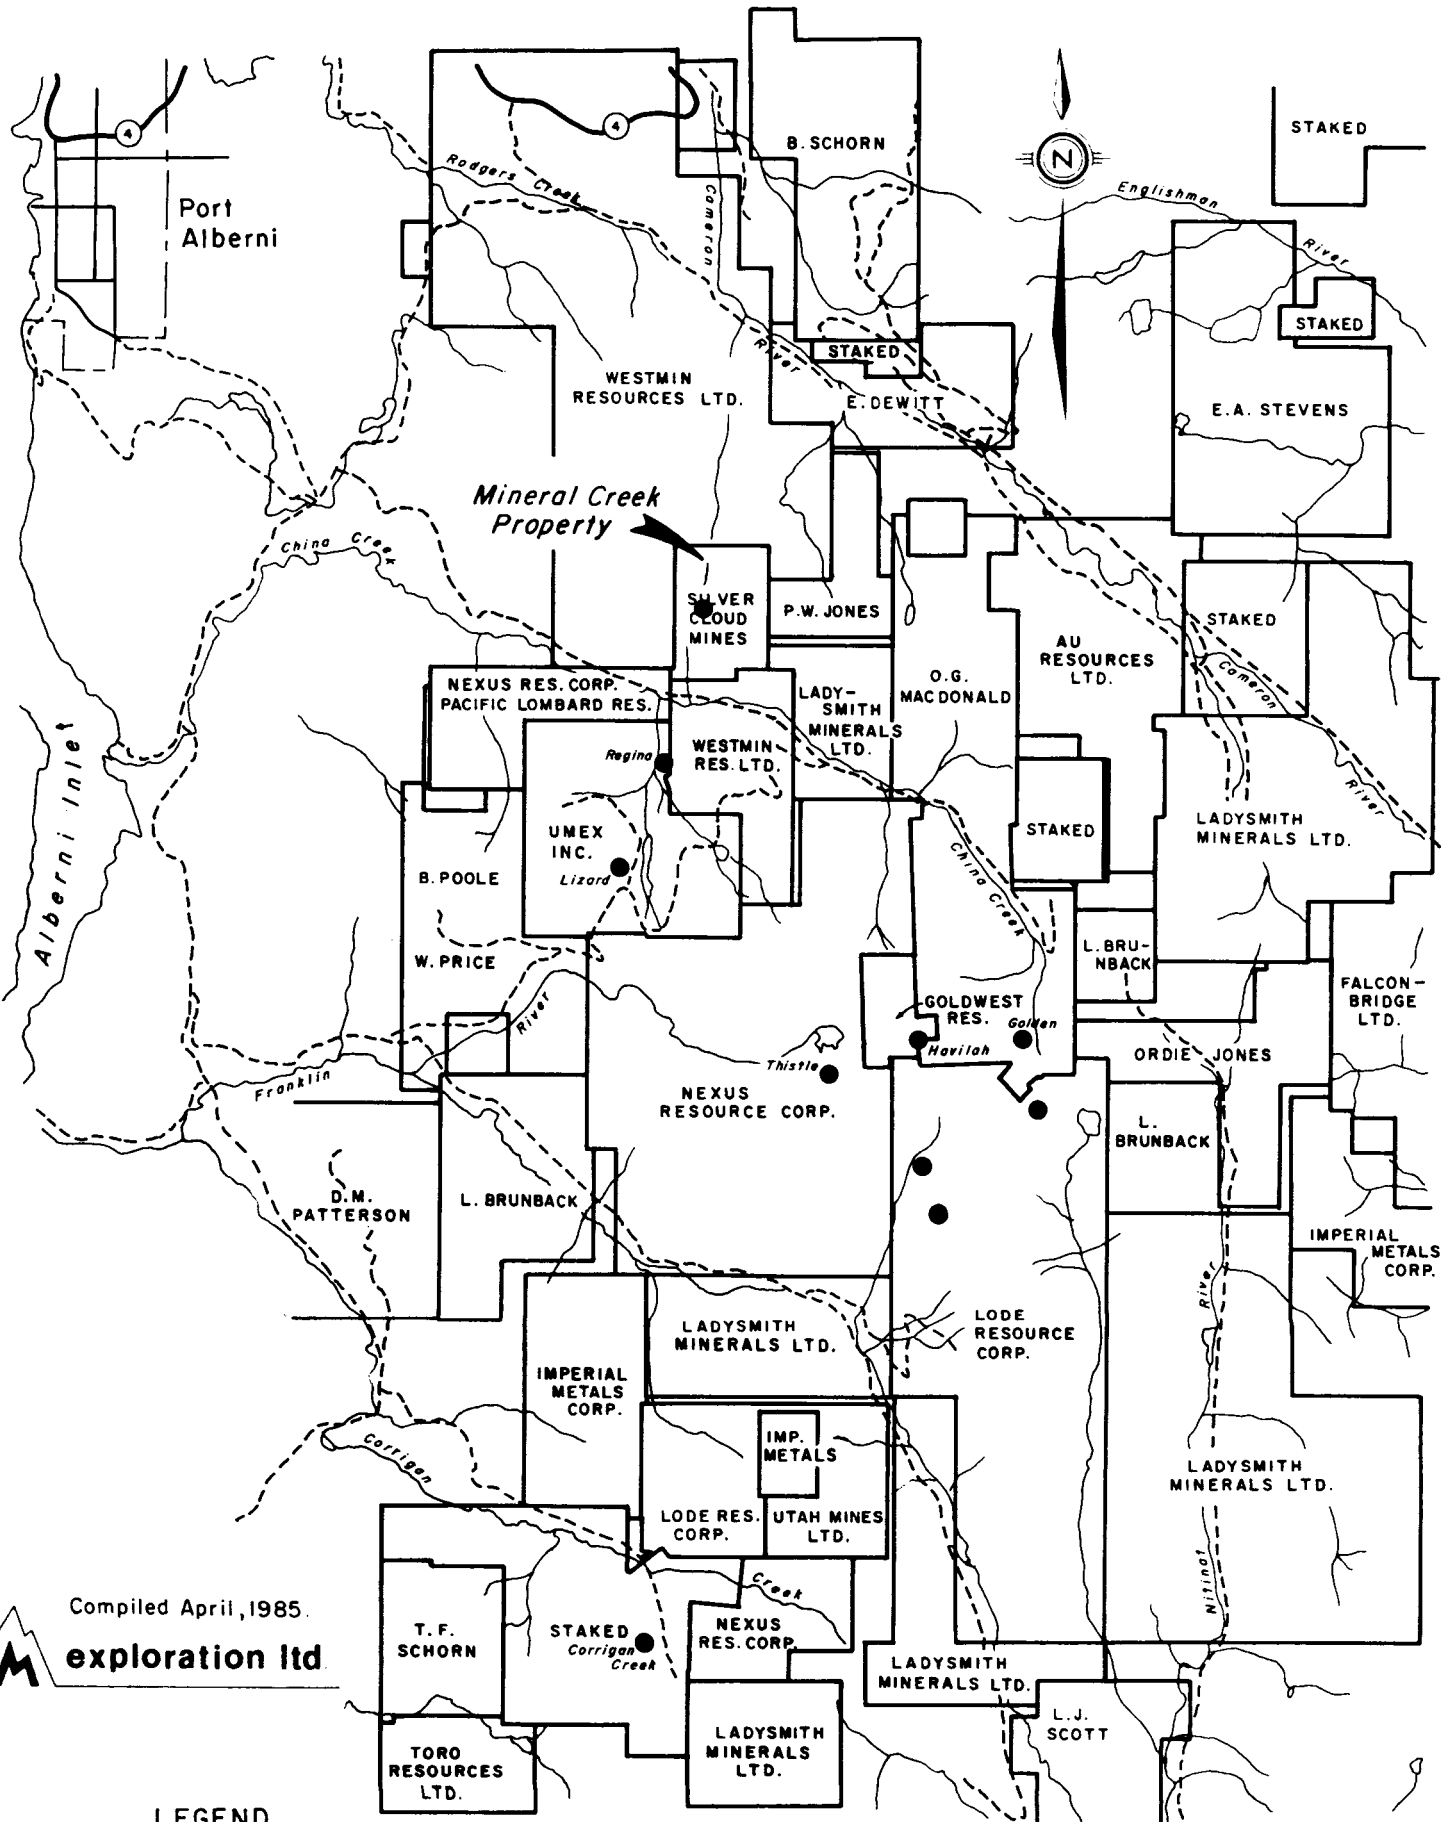 STAKED
4
4
B. SCHORN
N
Rodgers Creek
Cameron
River
Englishman
River
Port
Alberni
STAKED
STAKED
WESTMIN
RESOURCES LTD.
E. DEWITT
E.A. STEVENS
Mineral Creek
Property
China Creek
SILVER
CLOUD
MINES
P.W. JONES
STAKED
AU
RESOURCES
LTD.
NEXUS RES. CORP.
PACIFIC LOMBARD RES.
LADY-
SMITH
MINERALS
LTD.
O.G.
MACDONALD
Cameron
River
Alberni Inlet
Regina
WESTMIN
RES. LTD.
UMEX
INC.
Lizard
STAKED
LADYSMITH
MINERALS LTD.
B. POOLE
China Creek
W. PRICE
L. BRU-
NBACK
FALCON-
BRIDGE
LTD.
GOLDWEST
RES.
Golden
Havilah
River
Franklin
Thistle
ORDIE JONES
NEXUS
RESOURCE CORP.
L.
BRUNBACK
D.M.
PATTERSON
L. BRUNBACK
IMPERIAL
METALS
CORP.
River
LADYSMITH
MINERALS LTD.
LODE
RESOURCE
CORP.
IMPERIAL
METALS
CORP.
Corrigan
IMP.
METALS
LADYSMITH
MINERALS LTD.
LODE RES.
CORP.
UTAH MINES
LTD.
Nitinat
Creek
Compiled April, 1985.
exploration ltd
T. F.
SCHORN
STAKED
Corrigan
Creek
NEXUS
RES. CORP.
LADYSMITH
MINERALS LTD.
L.J.
SCOTT
TORO
RESOURCES
LTD.
LADYSMITH
MINERALS
LTD.
LEGEND